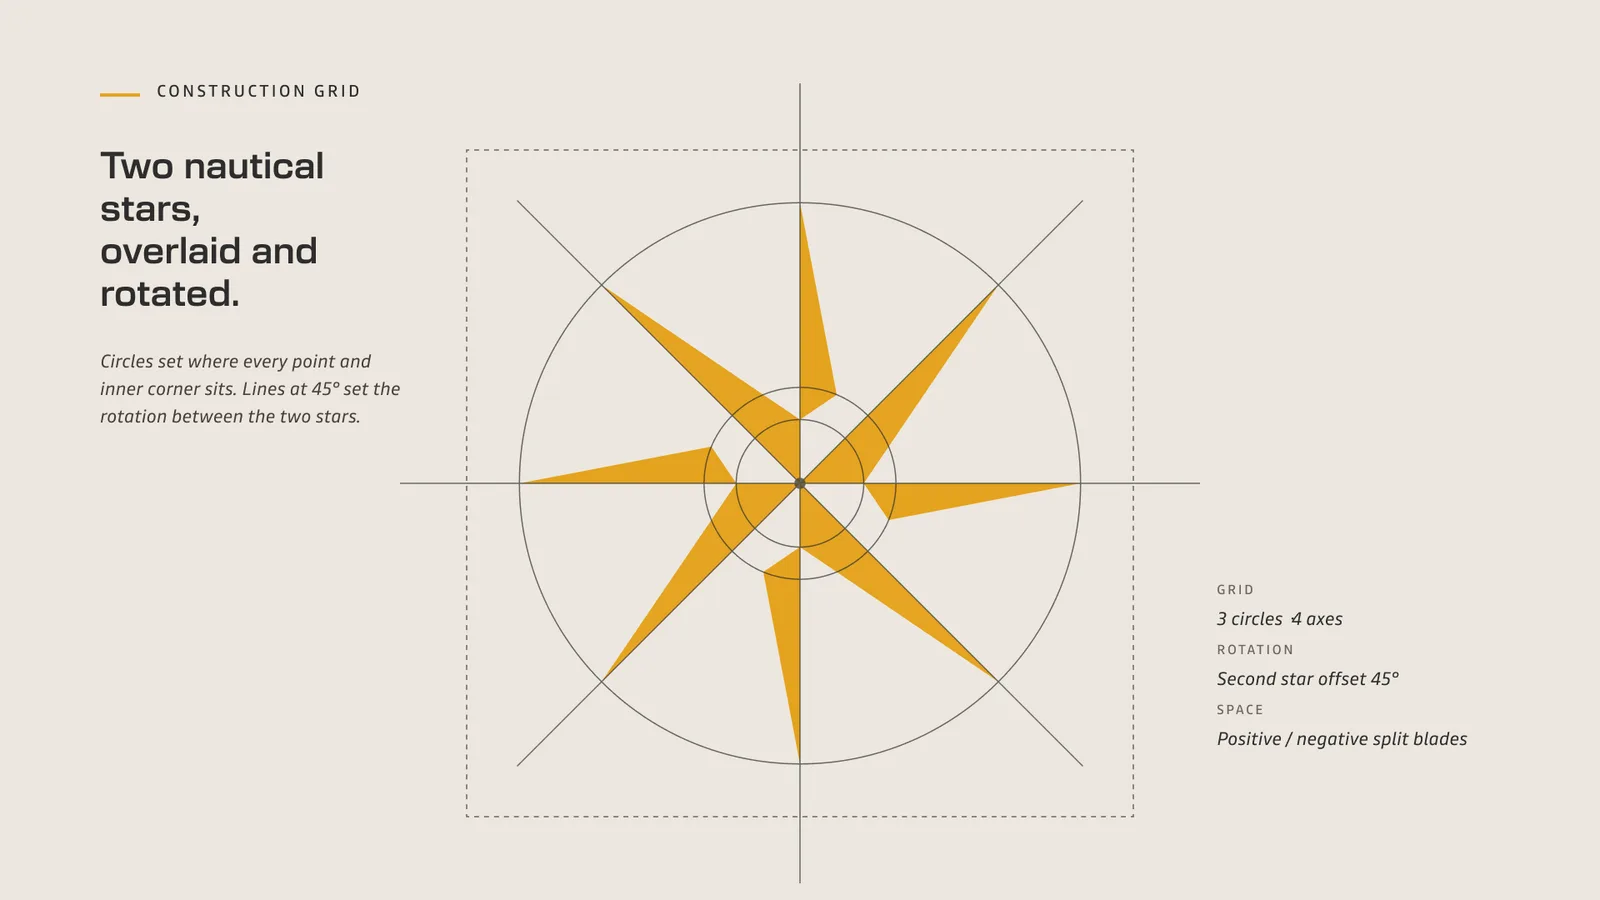 CONSTRUCTION GRID
Two nautical
stars,
overlaid and
rotated.
Circles set where every point and
inner corner sits. Lines at 45° set the
rotation between the two stars.
GRID
3 circles ·4 axes
ROTATION
Second star offset 45°
SPACE
Positive / negative split blades